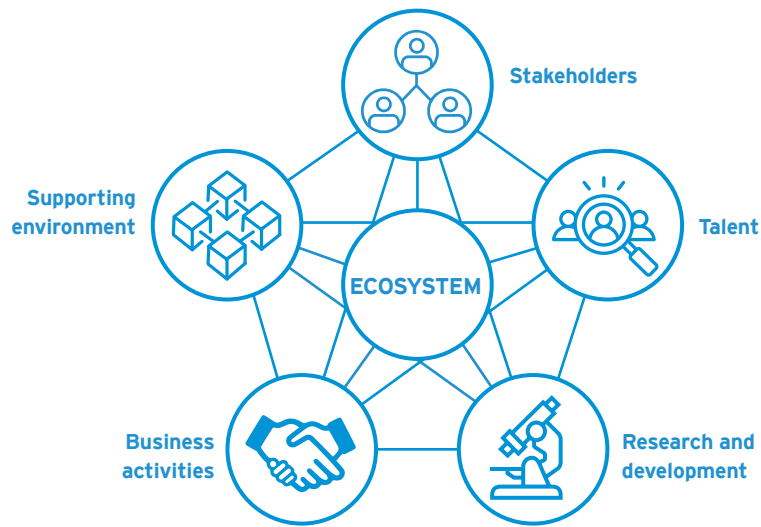 Stakeholders
Supporting
environment
Talent
ECOSYSTEM
Business
activities
Research and
development